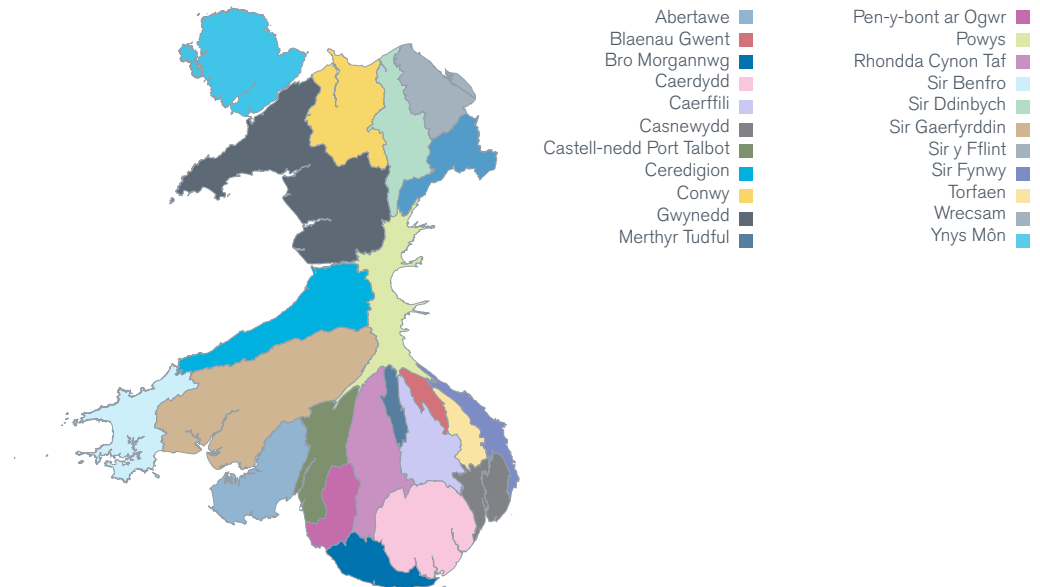 Abertawe
Blaenau Gwent
Bro Morgannwg
Caerdydd
Caerffili
Casnewydd
Castell-nedd Port Talbot
Ceredigion
Conwy
Gwynedd
Merthyr Tudful
Pen-y-bont ar Ogwr
Powys
Rhondda Cynon Taf
Sir Benfro
Sir Ddinbych
Sir Gaerfyrddin
Sir y Fflint
Sir Fynwy
Torfaen
Wrecsam
Ynys Môn